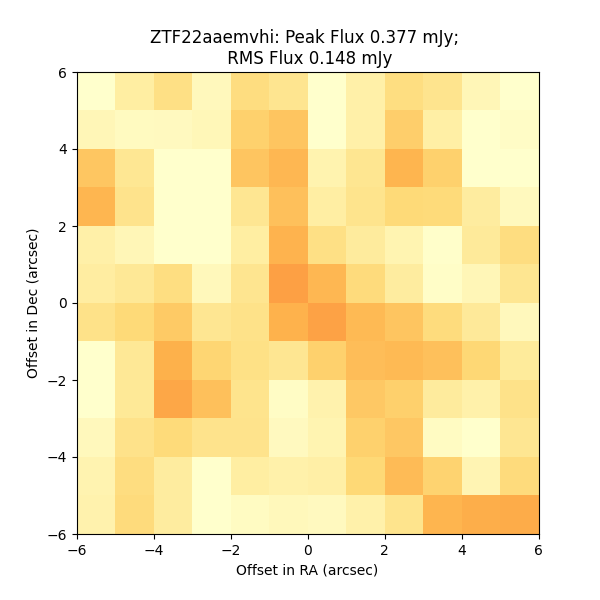 ZTF22aaemvhi: Peak Flux 0.377 mJy;
RMS Flux 0.148 mJy
6
4
2
0
−2
−4
−6
Offset in Dec (arcsec)
−6 −4 −2 0 2 4 6
Offset in RA (arcsec)